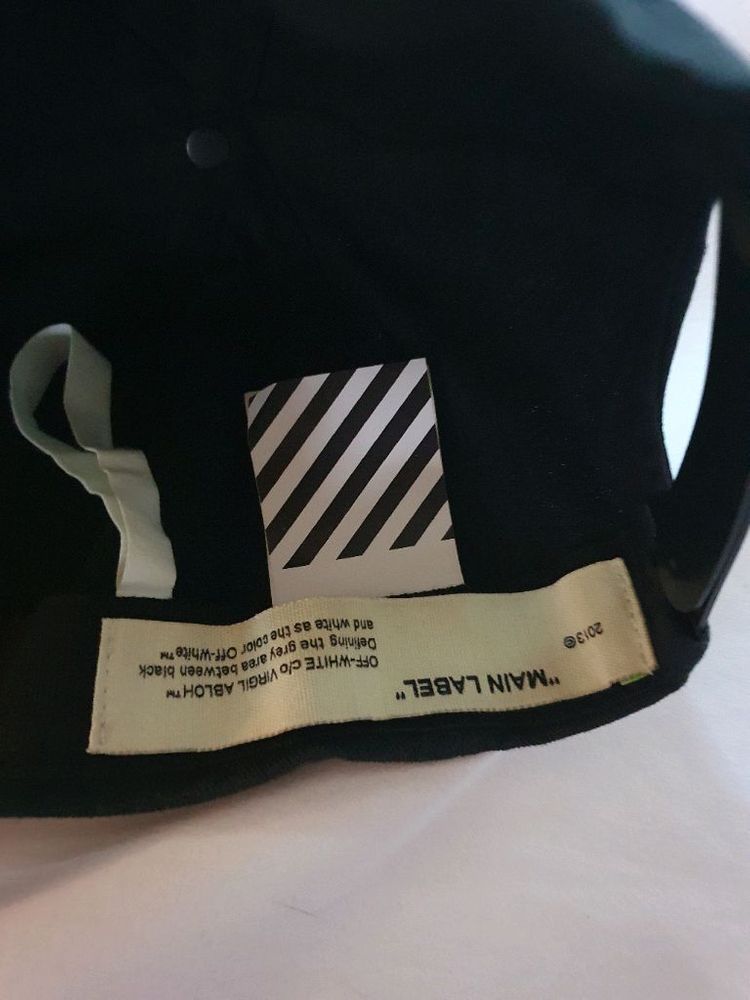 "MAIN LABEL"
2013©
OFF-WHITE c/o VIRGIL ABLOH™
Defining the grey area between black
and white as the color Off-White™